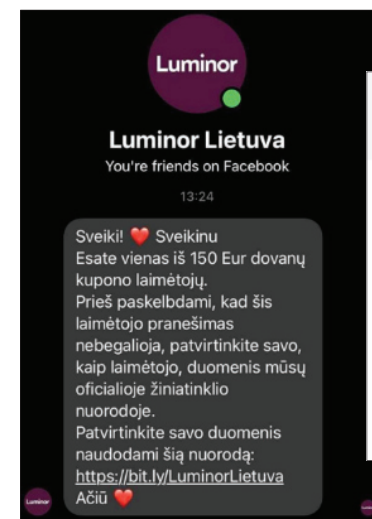 Luminor
Luminor Lietuva
You're friends on Facebook
13:24
Sveiki! ❤️ Sveikinu
Esate vienas iš 150 Eur dovanų
kupono laimėtojų.
Prieš paskelbdami, kad šis
laimėtojo pranešimas
nebegalioja, patvirtinkite savo,
kaip laimėtojo, duomenis mūsų
oficialioje žiniatinklio
nuorodoje.
Patvirtinkite savo duomenis
naudodami šią nuorodą:
https://bit.ly/LuminorLietuva
Ačiū ❤️
Luminor